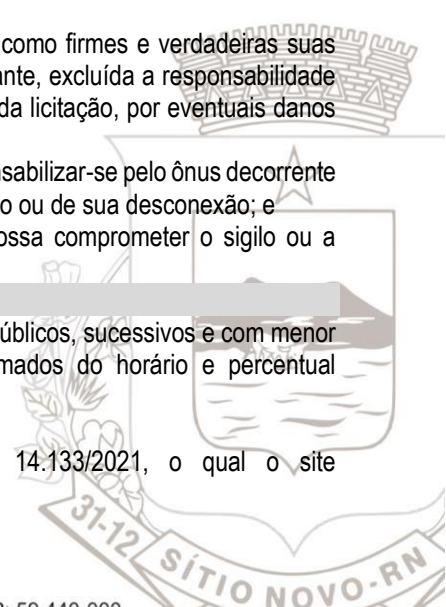 como firmes e verdadeiras suas
ante, excluída a responsabilidade
da licitação, por eventuais danos
nsabilizar-se pelo ônus decorrente
o ou de sua desconexão; e
ossa comprometer o sigilo ou a
úblicos, sucessivos e com menor
mados do horário e percentual
14.133/2021, o qual o site
31-12
SÍTIO NOVO-RN